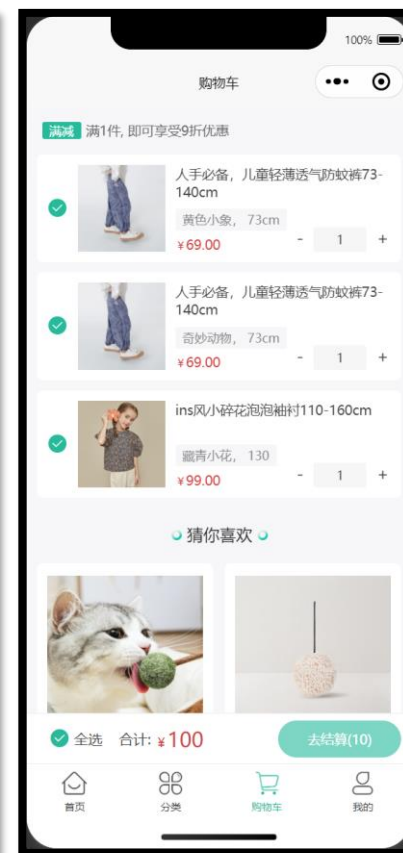 100%
购物车
满减 满1件, 即可享受9折优惠
人手必备，儿童轻薄透气防蚊裤73-
140cm
黄色小象， 73cm
¥69.00 - 1 +
人手必备，儿童轻薄透气防蚊裤73-
140cm
奇妙动物， 73cm
¥69.00 - 1 +
ins风小碎花泡泡袖衬110-160cm
藏青小花， 130
¥99.00 - 1 +
猜你喜欢
全选 合计: ¥100 去结算(10)
首页 分类 购物车 我的